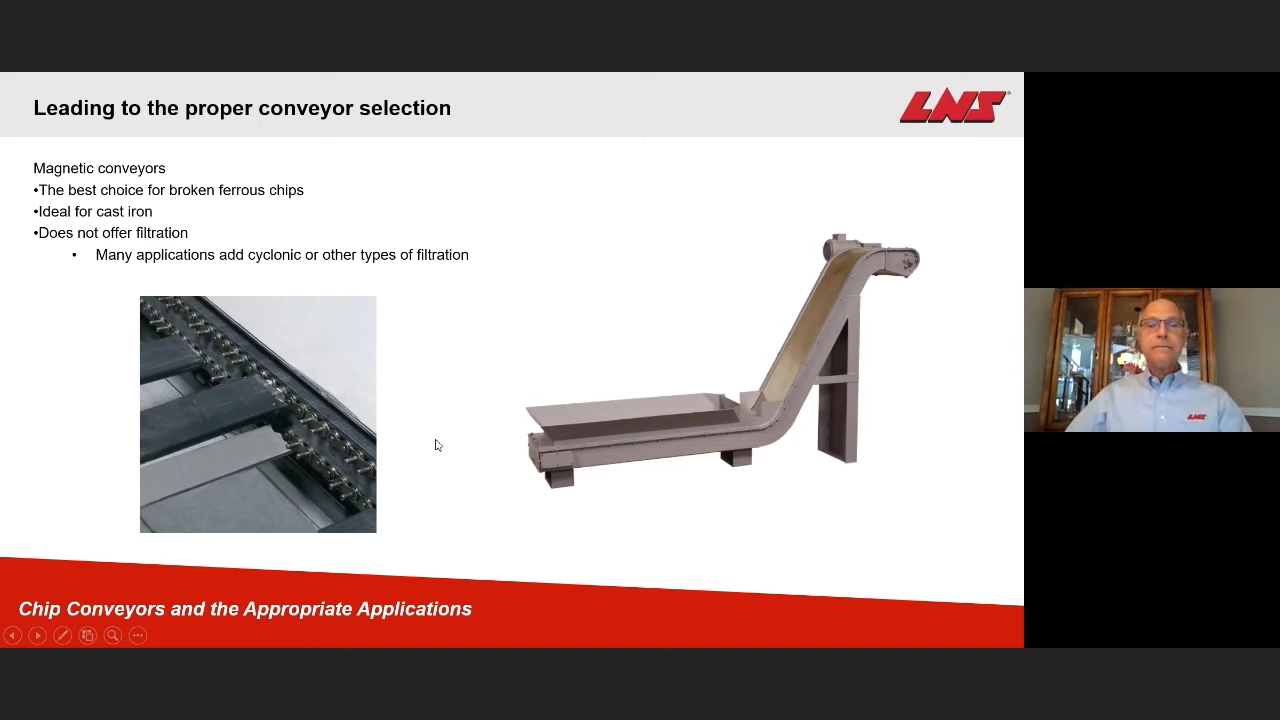 Leading to the proper conveyor selection
LNS
Magnetic conveyors
•The best choice for broken ferrous chips
•Ideal for cast iron
•Does not offer filtration
• Many applications add cyclonic or other types of filtration
LNS
Chip Conveyors and the Appropriate Applications